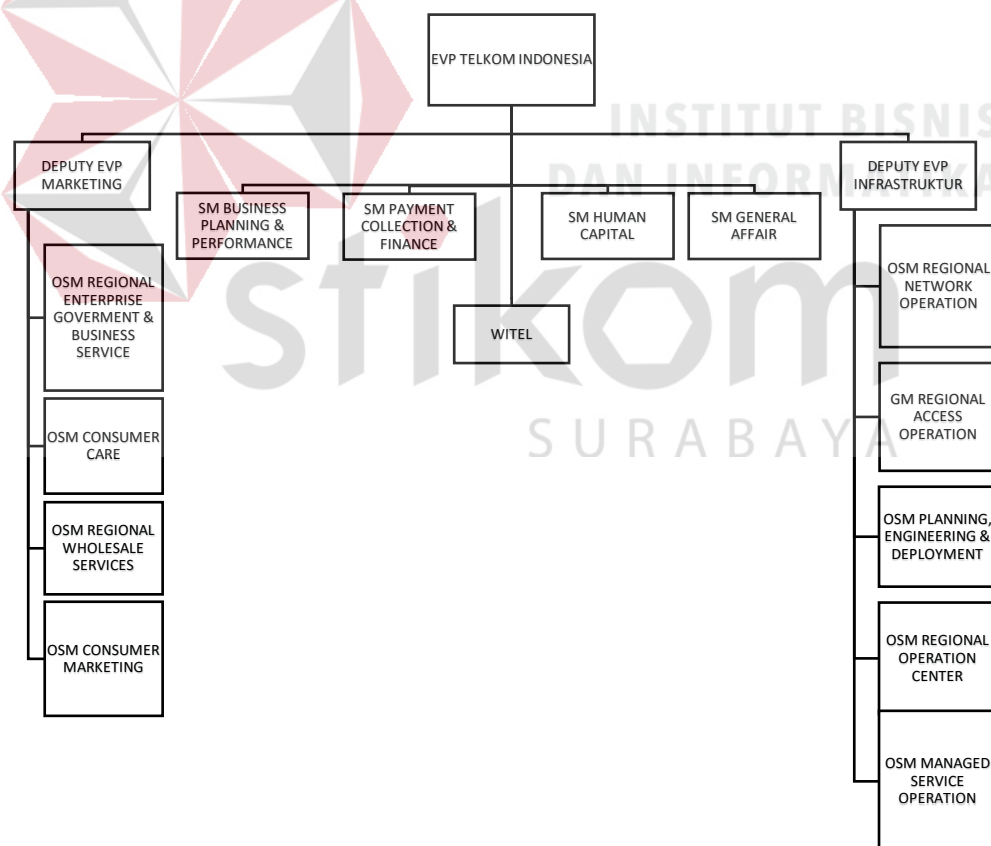 EVP TELKOM INDONESIA
INSTITUT BISNIS
DAN INFORMATIKA
stikom
SURABAYA
DEPUTY EVP
MARKETING
DEPUTY EVP
INFRASTRUKTUR
SM BUSINESS
PLANNING &
PERFORMANCE
SM PAYMENT
COLLECTION &
FINANCE
SM HUMAN
CAPITAL
SM GENERAL
AFFAIR
WITEL
OSM REGIONAL
ENTERPRISE
GOVERMENT &
BUSINESS
SERVICE
OSM CONSUMER
CARE
OSM REGIONAL
WHOLESALE
SERVICES
OSM CONSUMER
MARKETING
OSM REGIONAL
NETWORK
OPERATION
GM REGIONAL
ACCESS
OPERATION
OSM PLANNING,
ENGINEERING &
DEPLOYMENT
OSM REGIONAL
OPERATION
CENTER
OSM MANAGED
SERVICE
OPERATION